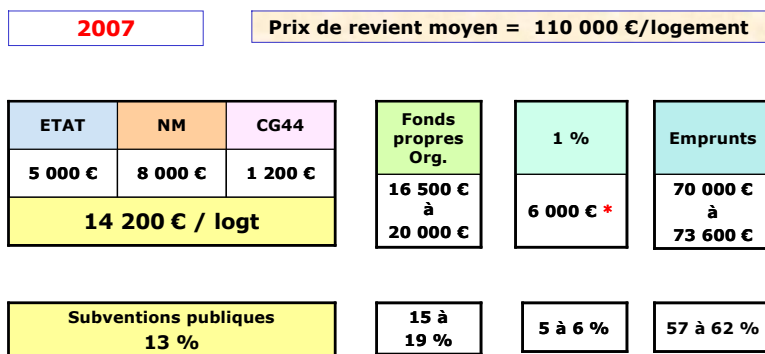 2007
Prix de revient moyen = 110 000 €/logement
ETAT
NM
CG44
5 000 €
8 000 €
1 200 €
14 200 € / logt
Fonds
propres
Org.
16 500 €
à
20 000 €
1 %
6 000 € *
Emprunts
70 000 €
à
73 600 €
Subventions publiques
13 %
15 à
19 %
5 à 6 %
57 à 62 %